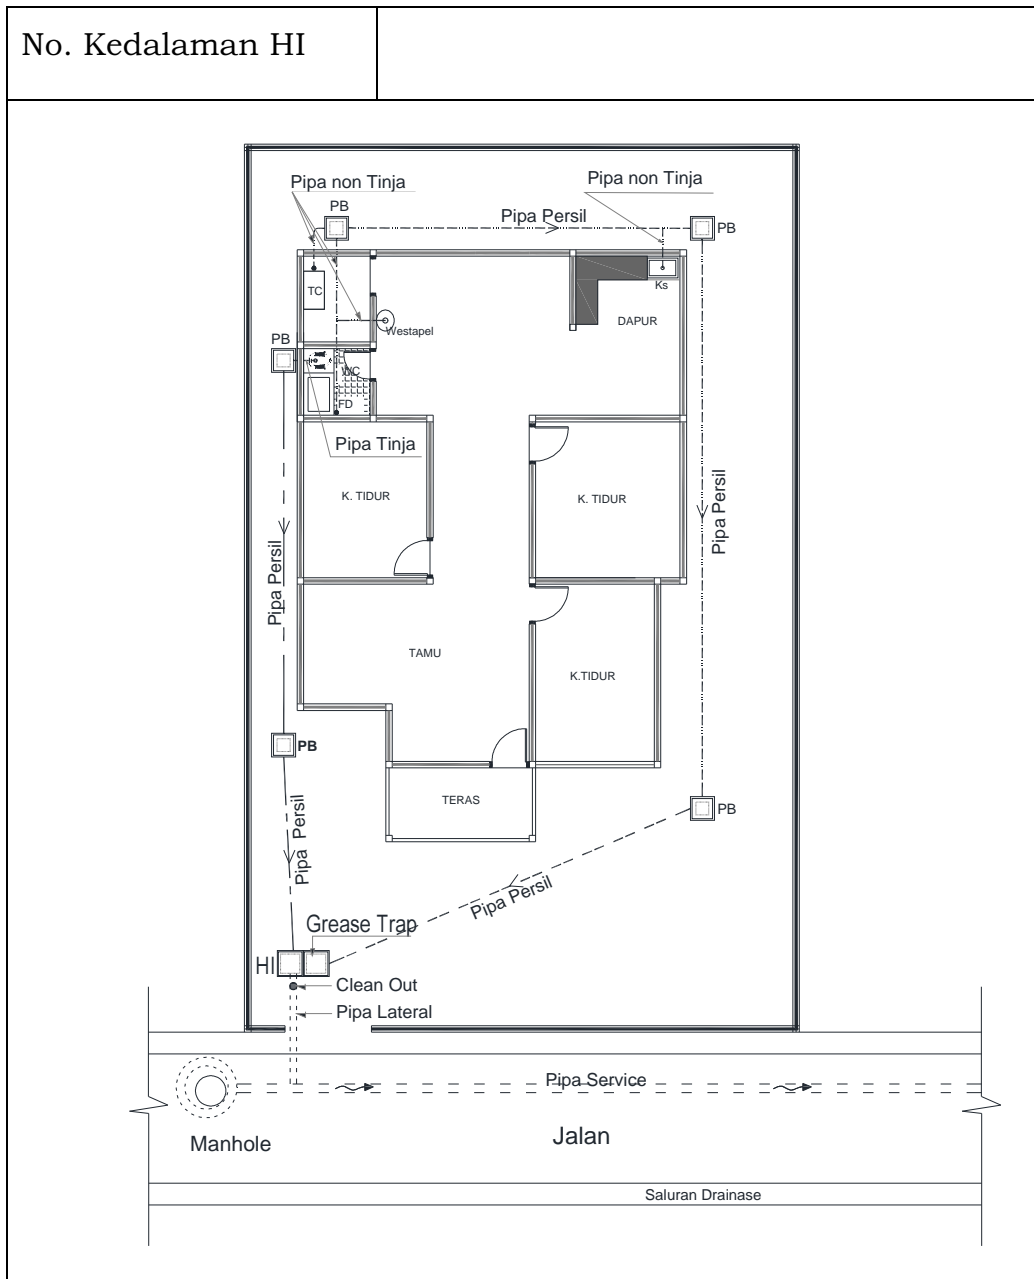 No. Kedalaman HI
Pipa non Tinja
Pipa non Tinja
PB
Pipa Persil
PB
TC
Ks
DAPUR
Westapel
PB
WC
FD
Pipa Tinja
K. TIDUR
K. TIDUR
Pipa Persil
Pipa Persil
TAMU
K.TIDUR
PB
TERAS
PB
Pipa Persil
Pipa Persil
Grease Trap
HI
Clean Out
Pipa Lateral
Pipa Service
Manhole
Jalan
Saluran Drainase